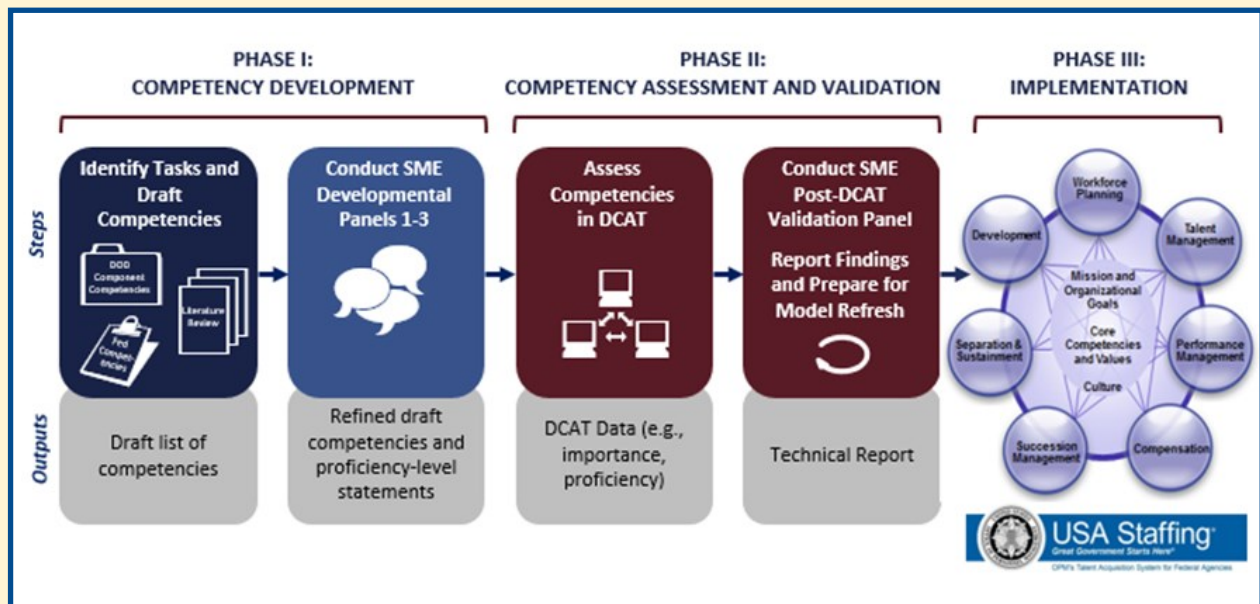 PHASE I:
COMPETENCY DEVELOPMENT
PHASE II:
COMPETENCY ASSESSMENT AND VALIDATION
PHASE III:
IMPLEMENTATION
Steps
Identify Tasks and
Draft
Competencies
DOD
Component
Competencies
Literature
Review
Fed
Compe-
tencies
Conduct SME
Developmental
Panels 1-3
Assess
Competencies
in DCAT
Conduct SME
Post-DCAT
Validation Panel
Report Findings
and Prepare for
Model Refresh
Outputs
Draft list of
competencies
Refined draft
competencies and
proficiency-level
statements
DCAT Data (e.g.,
importance,
proficiency)
Technical Report
Workforce
Planning
Development
Talent
Management
Mission and
Organizational
Goals
Separation &
Sustainment
Core
Competencies
and Values
Performance
Management
Culture
Succession
Management
Compensation
USA Staffing®
Great Government Starts Here®
OPM's Talent Acquisition System for Federal Agencies